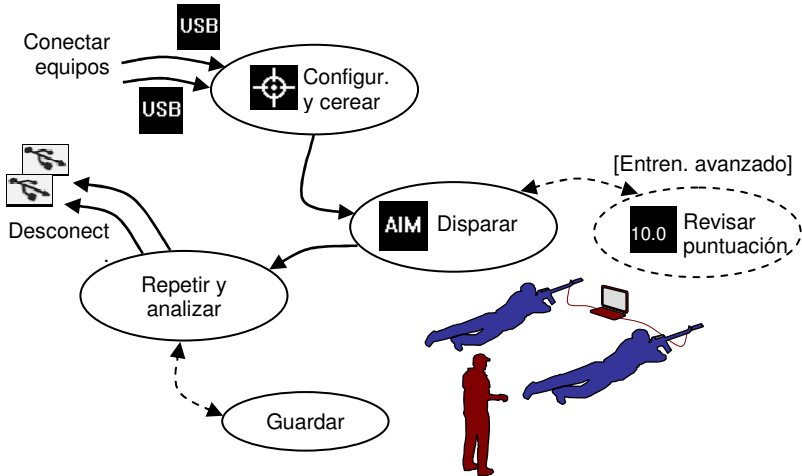 USB
Conectar
equipos
USB
Configur.
y cerear
[Entren. avanzado]
AIM Disparar
10.0 Revisar
puntuación
Desconect
.
Repetir y
analizar
Guardar